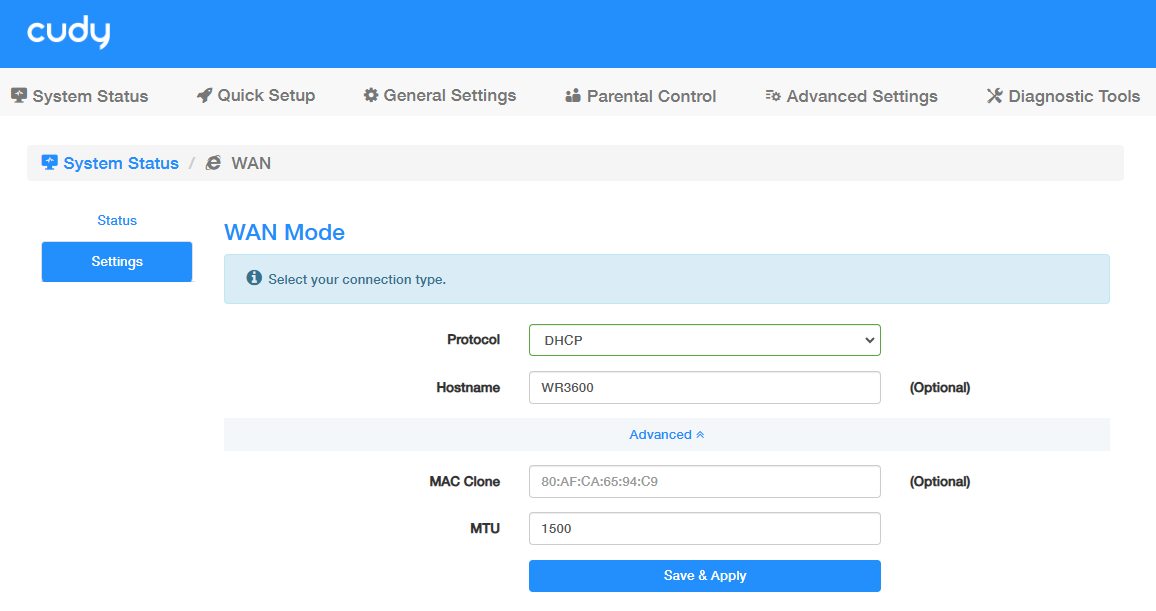 cudy
System Status Quick Setup General Settings Parental Control Advanced Settings Diagnostic Tools
System Status / WAN
Status
Settings
WAN Mode
Select your connection type.
Protocol DHCP
Hostname WR3600 (Optional)
Advanced
MAC Clone 80:AF:CA:65:94:C9 (Optional)
MTU 1500
Save & Apply